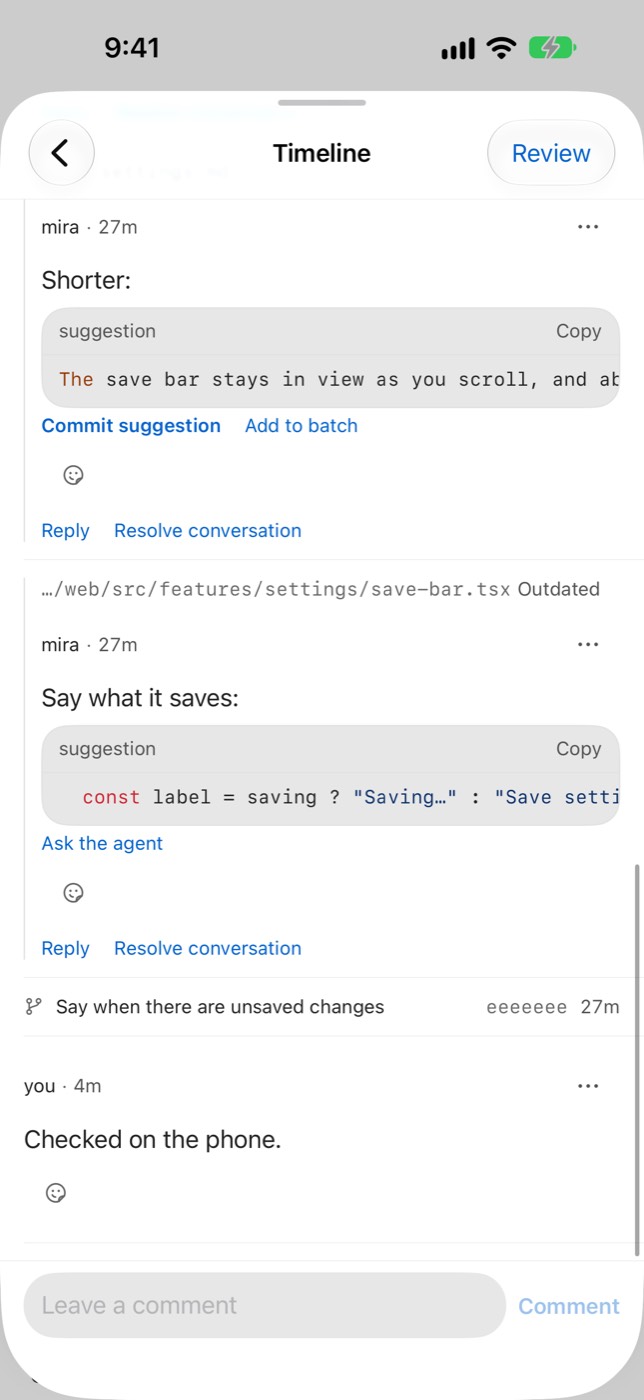 9:41
Timeline
Review
mira · 27m
Shorter:
suggestion
Copy
The save bar stays in view as you scroll, and ab
Commit suggestion
Add to batch
Reply
Resolve conversation
…/web/src/features/settings/save-bar.tsx Outdated
mira · 27m
Say what it saves:
suggestion
Copy
const label = saving ? "Saving…" : "Save setti
Ask the agent
Reply
Resolve conversation
Say when there are unsaved changes
eeeeeee 27m
you · 4m
Checked on the phone.
Leave a comment
Comment